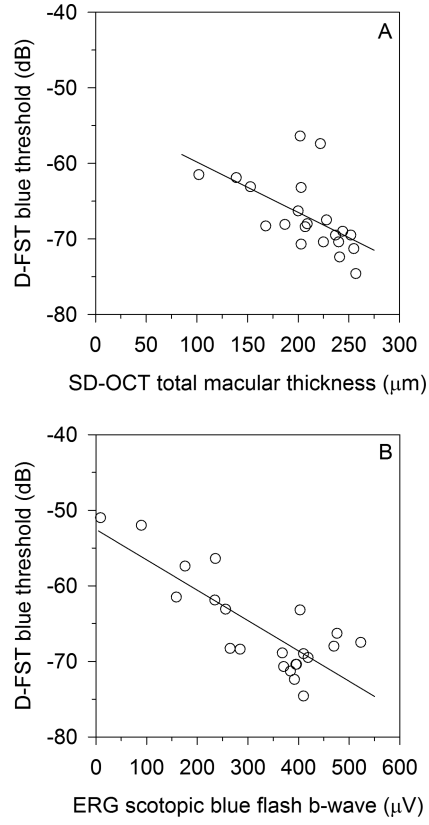 A
-40
-50
-60
-70
-80
D-FST blue threshold (dB)
0 50 100 150 200 250 300
SD-OCT total macular thickness (μm)
B
-40
-50
-60
-70
-80
D-FST blue threshold (dB)
0 100 200 300 400 500 600
ERG scotopic blue flash b-wave (μV)